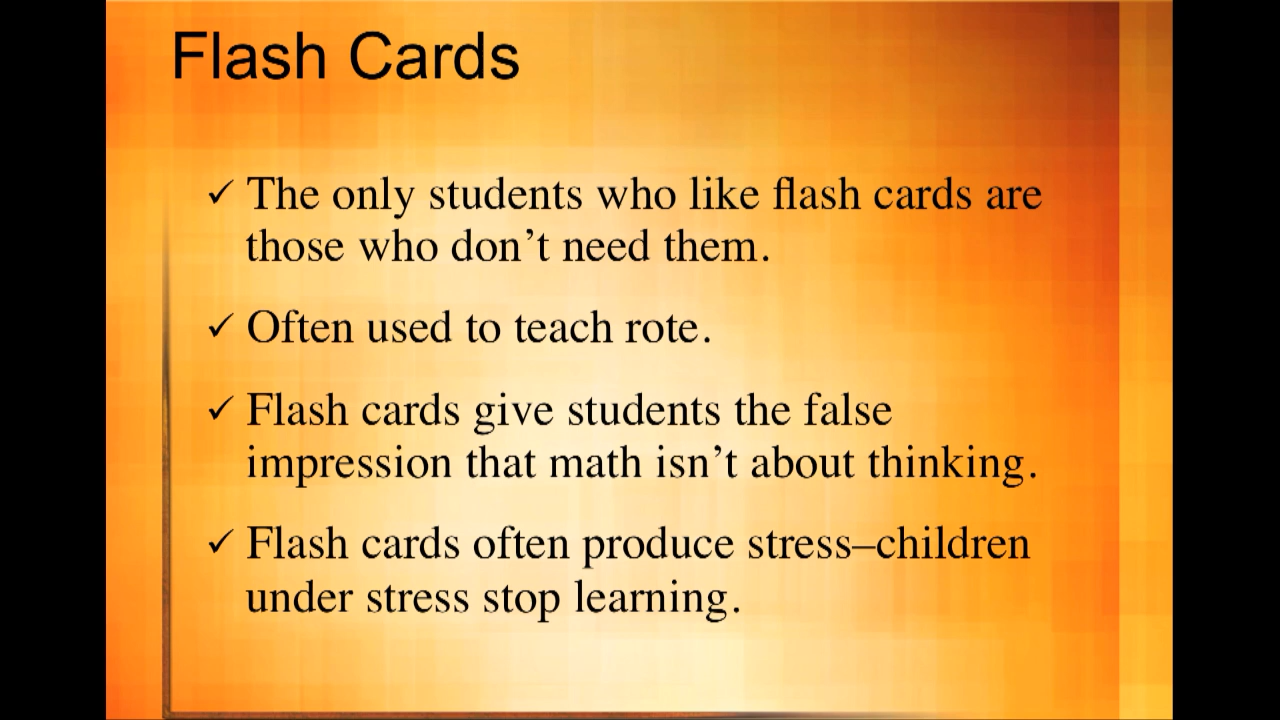 Flash Cards
✓ The only students who like flash cards are
those who don’t need them.
✓ Often used to teach rote.
✓ Flash cards give students the false
impression that math isn’t about thinking.
✓ Flash cards often produce stress–children
under stress stop learning.